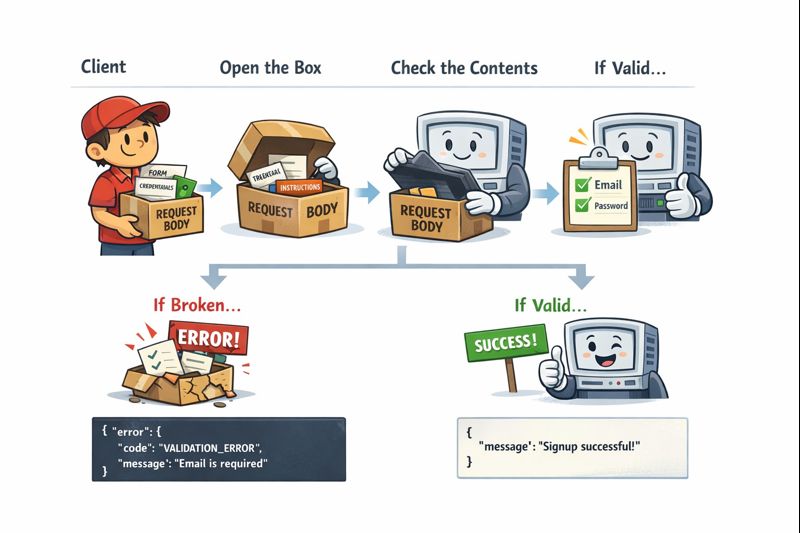 Client
Open the Box
Check the Contents
If Valid...
FORM
CREDENTIAALS
REQUEST
BODY
INSTRUCTIONS
REQUEST BODY
REQUEST
BODY
Email
Password
If Broken...
If Valid...
ERROR!
SUCCESS!
{ "error": {
"code": "VALIDATION_ERROR",
"message": "Email is required"
}
{
"message": "Signup successful!"
}